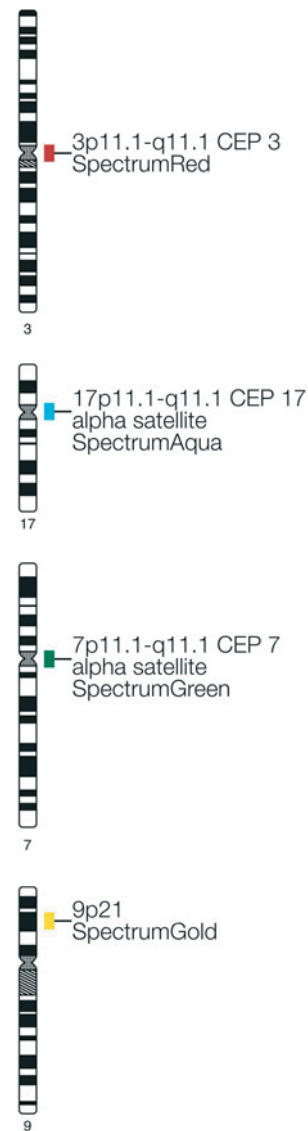 3p11.1-q11.1 CEP 3
SpectrumRed
3
17p11.1-q11.1 CEP 17
alpha satellite
SpectrumAqua
17
7p11.1-q11.1 CEP 7
alpha satellite
SpectrumGreen
7
9p21
SpectrumGold
9